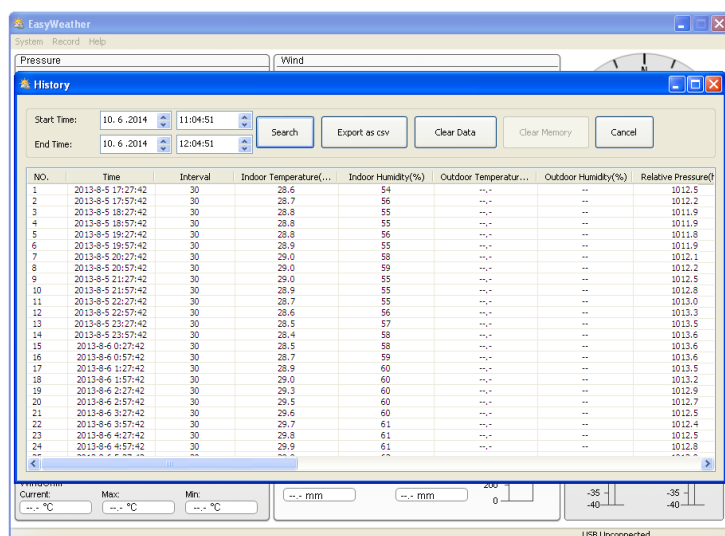 EasyWeather
System Record Help
Pressure Wind
N
History
Start Time: 10. 6 .2014 11:04:51
End Time: 10. 6 .2014 12:04:51
Search Export as csv Clear Data Clear Memory Cancel
NO. Time Interval Indoor Temperature(... Indoor Humidity(%) Outdoor Temperatur... Outdoor Humidity(%) Relative Pressure(h
1 2013-8-5 17:27:42 30 28.6 54 --.- -- 1012.5
2 2013-8-5 17:57:42 30 28.7 56 --.- -- 1012.2
3 2013-8-5 18:27:42 30 28.8 55 --.- -- 1011.9
4 2013-8-5 18:57:42 30 28.8 55 --.- -- 1011.9
5 2013-8-5 19:27:42 30 28.8 56 --.- -- 1011.8
6 2013-8-5 19:57:42 30 28.9 55 --.- -- 1011.9
7 2013-8-5 20:27:42 30 29.0 58 --.- -- 1012.1
8 2013-8-5 20:57:42 30 29.0 59 --.- -- 1012.2
9 2013-8-5 21:27:42 30 29.0 55 --.- -- 1012.5
10 2013-8-5 21:57:42 30 28.9 55 --.- -- 1012.8
11 2013-8-5 22:27:42 30 28.7 55 --.- -- 1013.0
12 2013-8-5 22:57:42 30 28.6 56 --.- -- 1013.3
13 2013-8-5 23:27:42 30 28.5 57 --.- -- 1013.5
14 2013-8-5 23:57:42 30 28.4 58 --.- -- 1013.6
15 2013-8-6 0:27:42 30 28.5 58 --.- -- 1013.6
16 2013-8-6 0:57:42 30 28.7 59 --.- -- 1013.6
17 2013-8-6 1:27:42 30 28.9 60 --.- -- 1013.5
18 2013-8-6 1:57:42 30 29.0 60 --.- -- 1013.2
19 2013-8-6 2:27:42 30 29.3 60 --.- -- 1012.9
20 2013-8-6 2:57:42 30 29.5 60 --.- -- 1012.7
21 2013-8-6 3:27:42 30 29.6 60 --.- -- 1012.5
22 2013-8-6 3:57:42 30 29.7 61 --.- -- 1012.4
23 2013-8-6 4:27:42 30 29.8 61 --.- -- 1012.5
24 2013-8-6 4:57:42 30 29.9 61 --.- -- 1012.8
Current: Max: Min:
--.- °C --.- °C --.- °C
--.- mm --.- mm
200
0
-35 -35
-40 -40
USB Unconnected